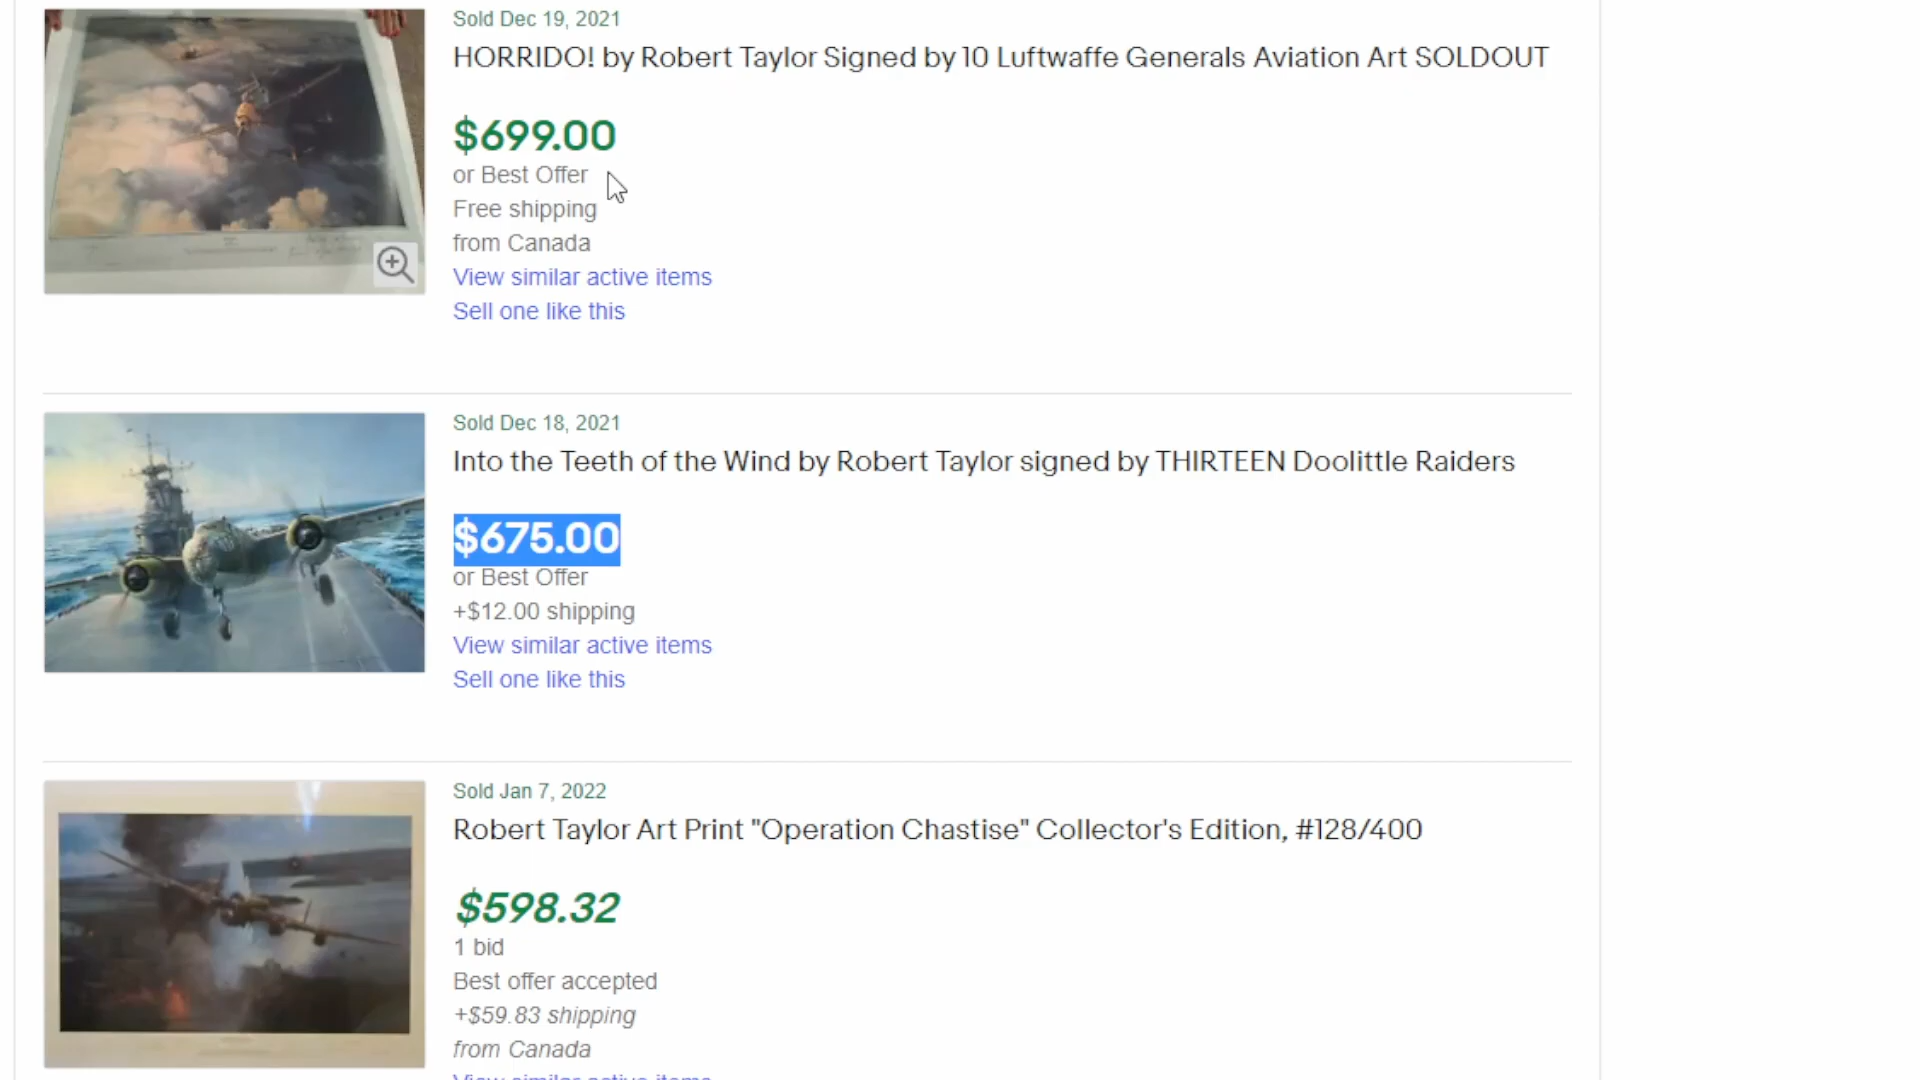 Sold Dec 19, 2021
HORRIDO! by Robert Taylor Signed by 10 Luftwaffe Generals Aviation Art SOLDOUT
$699.00
or Best Offer
Free shipping
from Canada
View similar active items
Sell one like this
Sold Dec 18, 2021
Into the Teeth of the Wind by Robert Taylor signed by THIRTEEN Doolittle Raiders
$675.00
or Best Offer
+$12.00 shipping
View similar active items
Sell one like this
Sold Jan 7, 2022
Robert Taylor Art Print "Operation Chastise" Collector's Edition, #128/400
$598.32
1 bid
Best offer accepted
+$59.83 shipping
from Canada
View similar active items